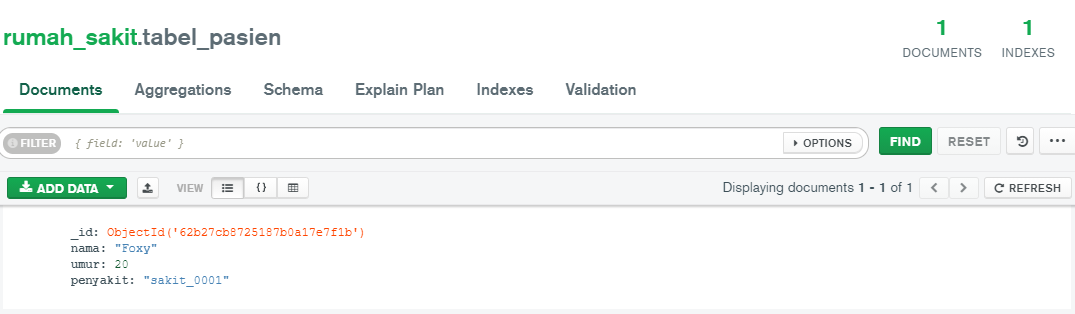 rumah_sakit.tabel_pasien
1 1
DOCUMENTS INDEXES
Documents Aggregations Schema Explain Plan Indexes Validation
FILTER { field: 'value' } OPTIONS FIND RESET
ADD DATA VIEW { } Displaying documents 1 - 1 of 1 < > REFRESH
_id: ObjectId('62b27cb8725187b0a17e7f1b')
nama: "Foxy"
umur: 20
penyakit: "sakit_0001"